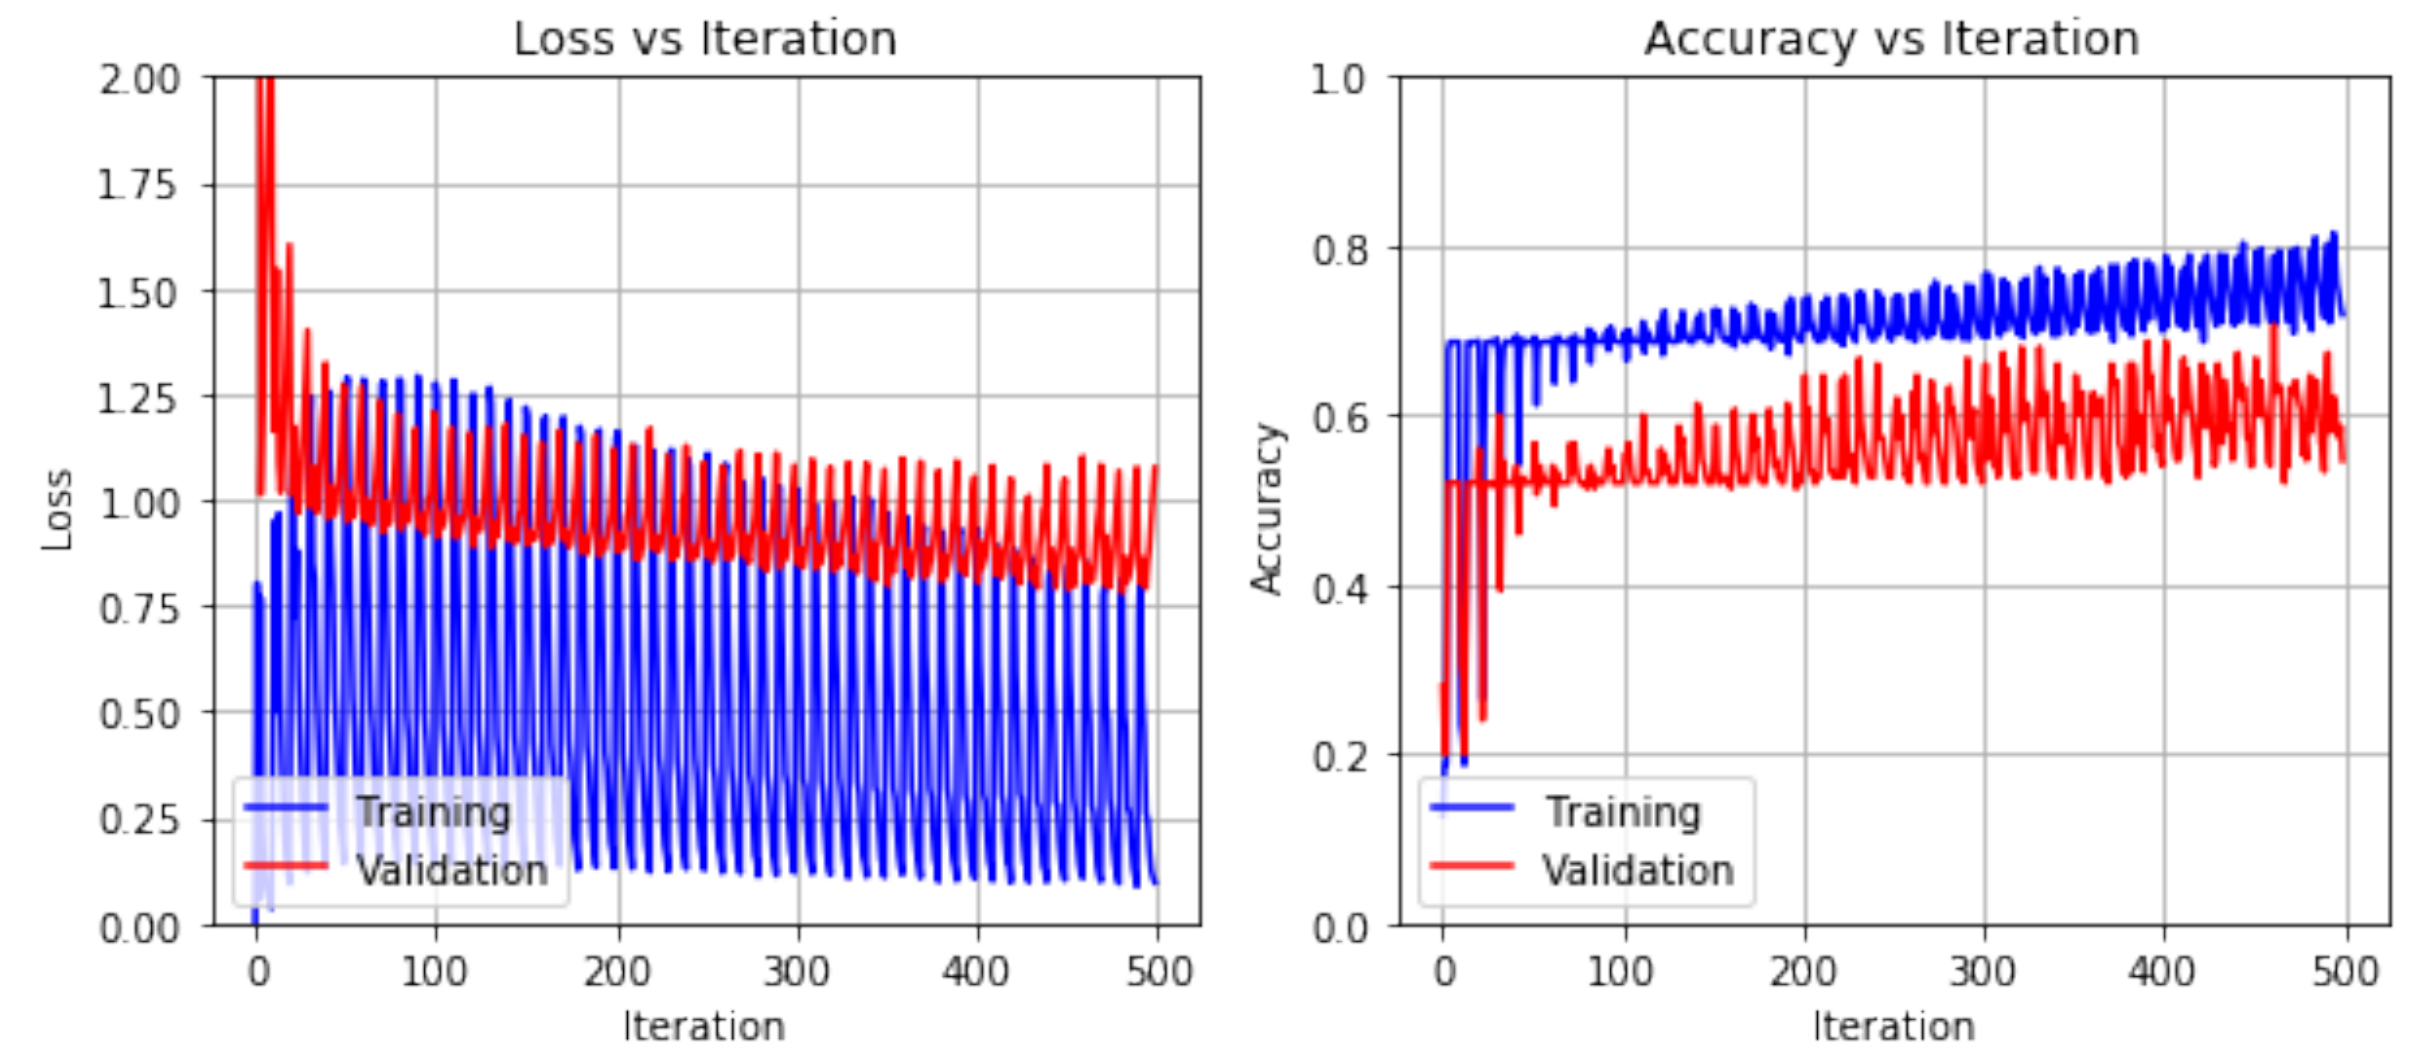 Loss vs Iteration
2.00
1.75
1.50
1.25
1.00
0.75
0.50
0.25
0.00
Loss
Training
Validation
0 100 200 300 400 500
Iteration
Accuracy vs Iteration
1.0
0.8
0.6
0.4
0.2
0.0
Accuracy
Training
Validation
0 100 200 300 400 500
Iteration